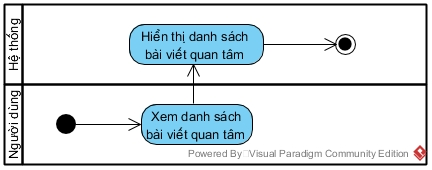 Hệ thống
Hiển thị danh sách
bài viết quan tâm
Người dùng
Xem danh sách
bài viết quan tâm
Powered By Visual Paradigm Community Edition